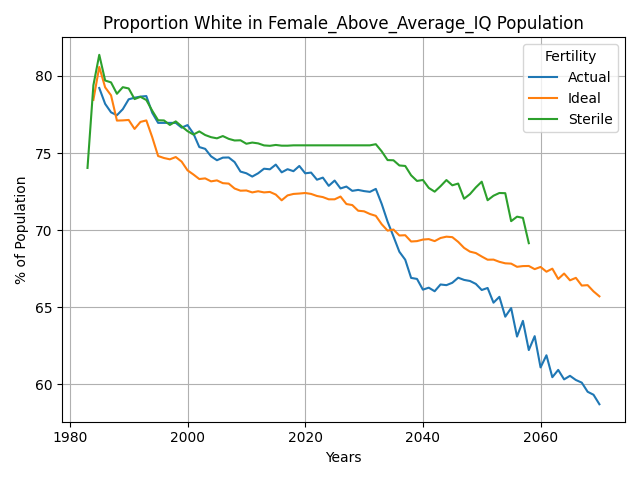 Proportion White in Female_Above_Average_IQ Population
Fertility
Actual
Ideal
Sterile
% of Population
80
75
70
65
60
1980
2000
2020
2040
2060
Years